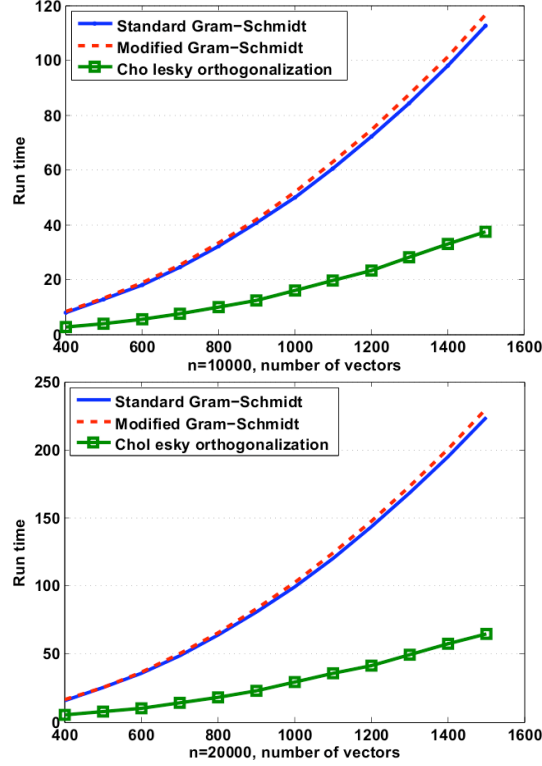 120
100
80
60
40
20
0
Run time
Standard Gram-Schmidt
Modified Gram-Schmidt
Cho lesky orthogonalization
400 600 800 1000 1200 1400 1600
n=10000, number of vectors
250
200
150
100
50
0
Run time
Standard Gram-Schmidt
Modified Gram-Schmidt
Chol esky orthogonalization
400 600 800 1000 1200 1400 1600
n=20000, number of vectors